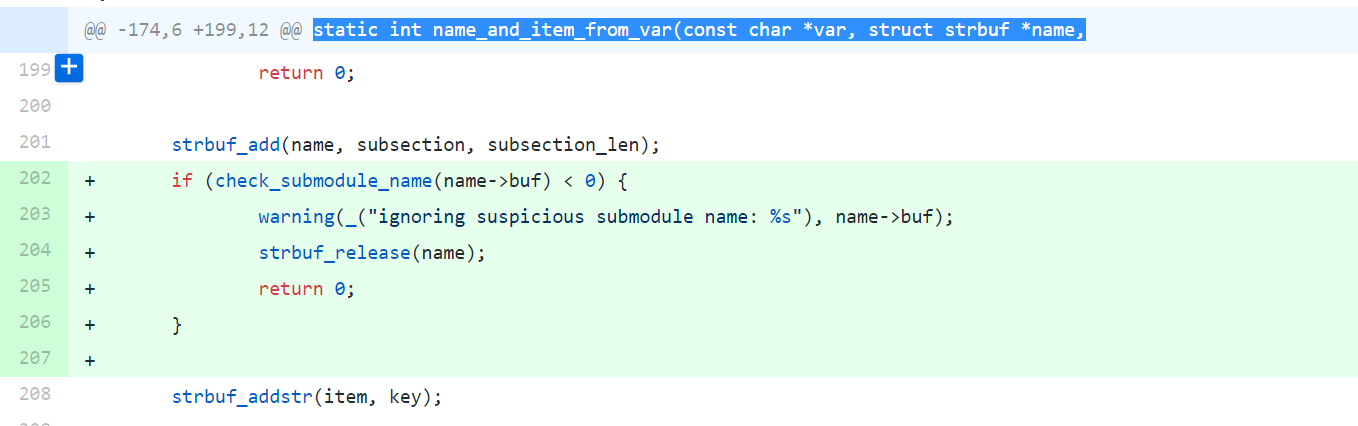 @@ -174,6 +199,12 @@ static int name_and_item_from_var(const char *var, struct strbuf *name,
199 + return 0;
200
201 strbuf_add(name, subsection, subsection_len);
202 + if (check_submodule_name(name->buf) < 0) {
203 + warning(_("ignoring suspicious submodule name: %s"), name->buf);
204 + strbuf_release(name);
205 + return 0;
206 + }
207 +
208 strbuf_addstr(item, key);